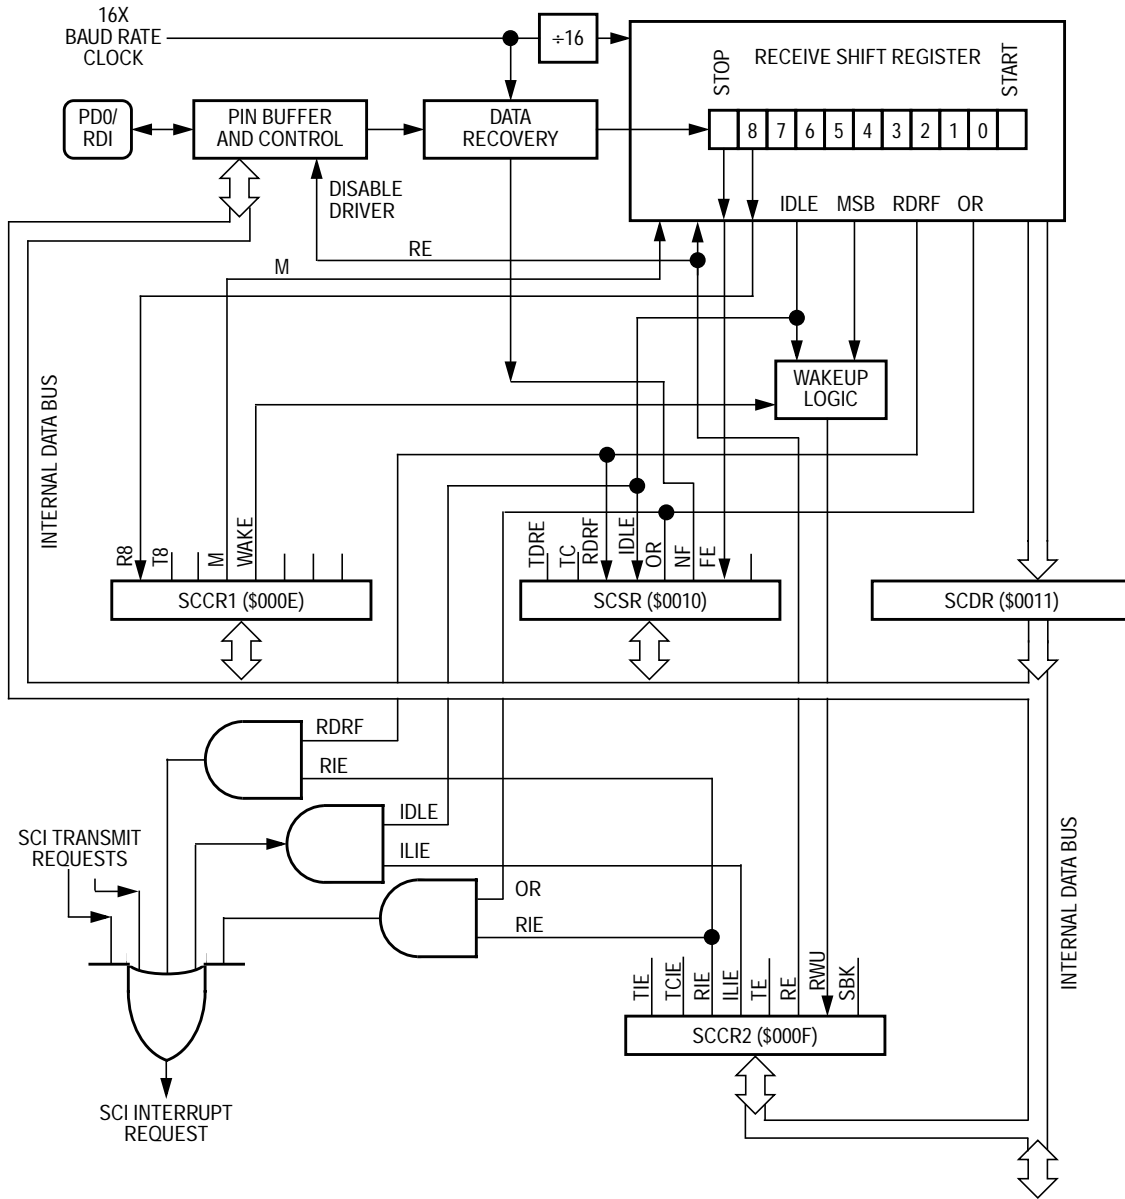 16X
BAUD RATE
CLOCK
÷16
RECEIVE SHIFT REGISTER
STOP
START
PD0/
RDI
PIN BUFFER
AND CONTROL
DATA
RECOVERY
8 7 6 5 4 3 2 1 0
DISABLE
DRIVER
IDLE MSB RDRF OR
RE
M
WAKEUP
LOGIC
INTERNAL DATA BUS
R8
T8
M
WAKE
TDRE
TC
RDRF
IDLE
OR
NF
FE
SCCR1 ($000E)
SCSR ($0010)
SCDR ($0011)
RDRF
RIE
IDLE
ILIE
SCI TRANSMIT
REQUESTS
OR
RIE
INTERNAL DATA BUS
TIE
TCIE
RIE
ILIE
TE
RE
RWU
SBK
SCCR2 ($000F)
SCI INTERRUPT
REQUEST